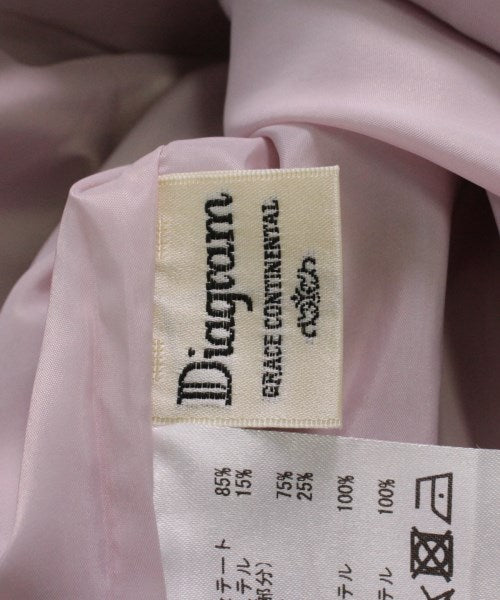 Diagram
GRACE CONTINENTAL
テート 85%
テル 15%
部分)
75%
25%
テル 100%
テル 100%